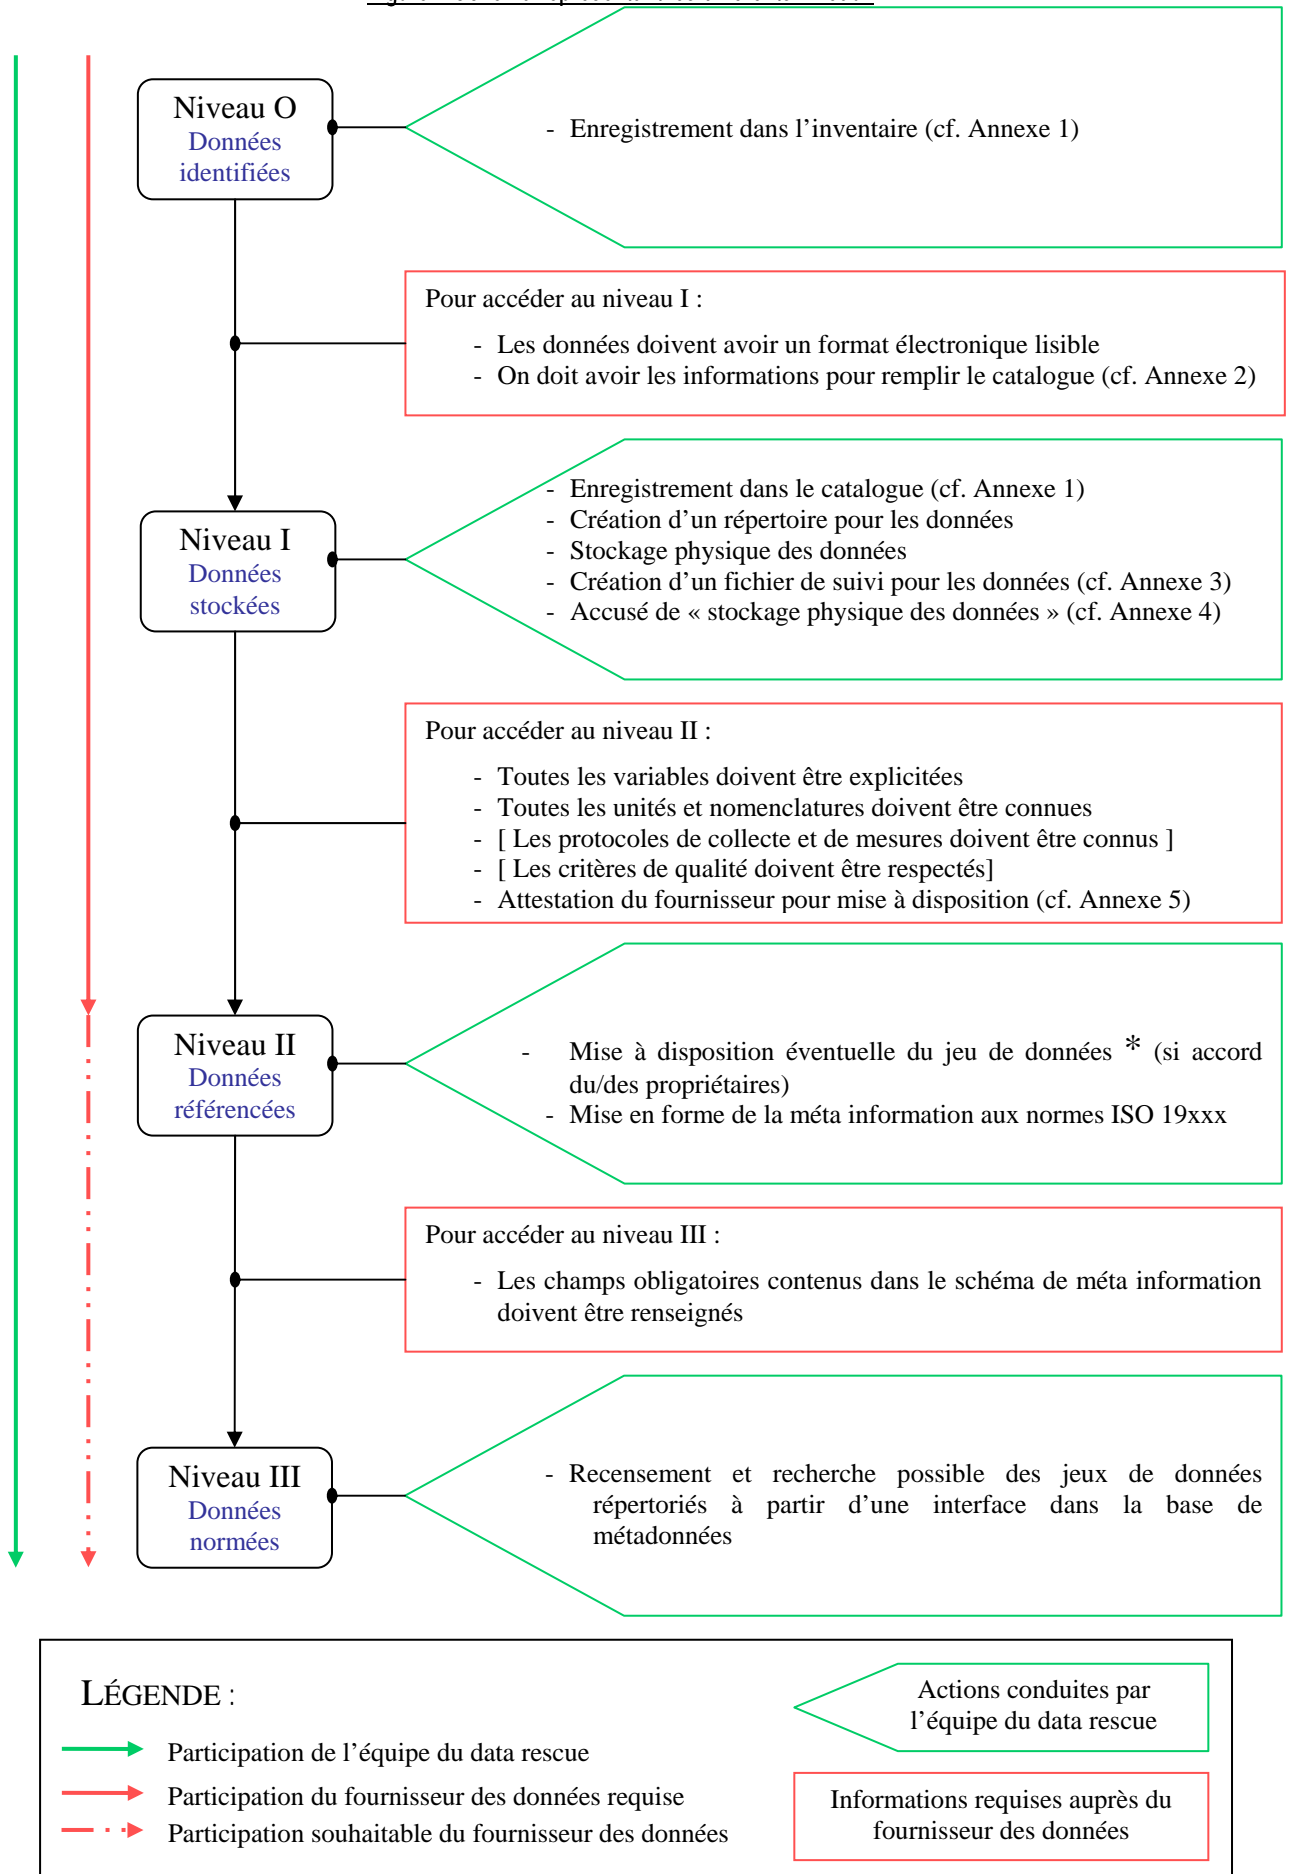 Niveau O
Données
identifiées
- Enregistrement dans l’inventaire (cf. Annexe 1)
Pour accéder au niveau I :
- Les données doivent avoir un format électronique lisible
- On doit avoir les informations pour remplir le catalogue (cf. Annexe 2)
Niveau I
Données
stockées
- Enregistrement dans le catalogue (cf. Annexe 1)
- Création d’un répertoire pour les données
- Stockage physique des données
- Création d’un fichier de suivi pour les données (cf. Annexe 3)
- Accusé de « stockage physique des données » (cf. Annexe 4)
Pour accéder au niveau II :
- Toutes les variables doivent être explicitées
- Toutes les unités et nomenclatures doivent être connues
- [ Les protocoles de collecte et de mesures doivent être connus ]
- [ Les critères de qualité doivent être respectés]
- Attestation du fournisseur pour mise à disposition (cf. Annexe 5)
Niveau II
Données
référencées
- Mise à disposition éventuelle du jeu de données * (si accord
du/des propriétaires)
- Mise en forme de la méta information aux normes ISO 19xxx
Pour accéder au niveau III :
- Les champs obligatoires contenus dans le schéma de méta information
doivent être renseignés
Niveau III
Données
normées
- Recensement et recherche possible des jeux de données
répertoriés à partir d’une interface dans la base de
métadonnées
LÉGENDE :
Participation de l’équipe du data rescue
Participation du fournisseur des données requise
Participation souhaitable du fournisseur des données
Actions conduites par
l’équipe du data rescue
Informations requises auprès du
fournisseur des données